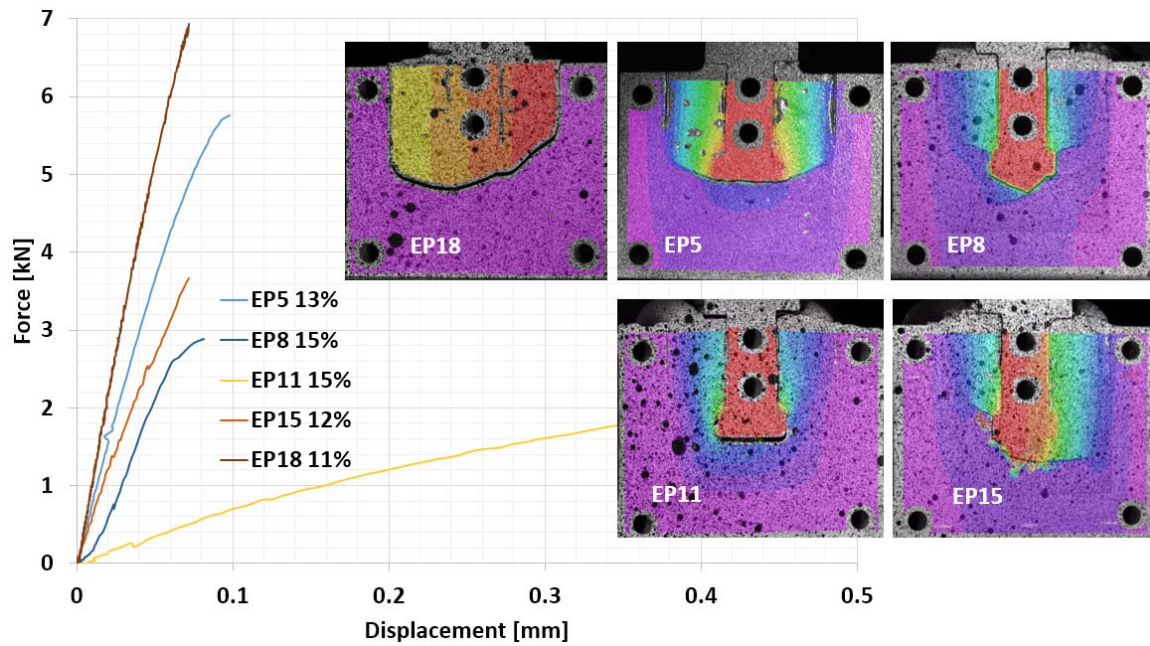 7
6
5
4
3
2
1
0
Force [kN]
EP18
EP5
EP8
EP5 13%
EP8 15%
EP11 15%
EP15 12%
EP18 11%
EP11
EP15
0 0.1 0.2 0.3 0.4 0.5
Displacement [mm]